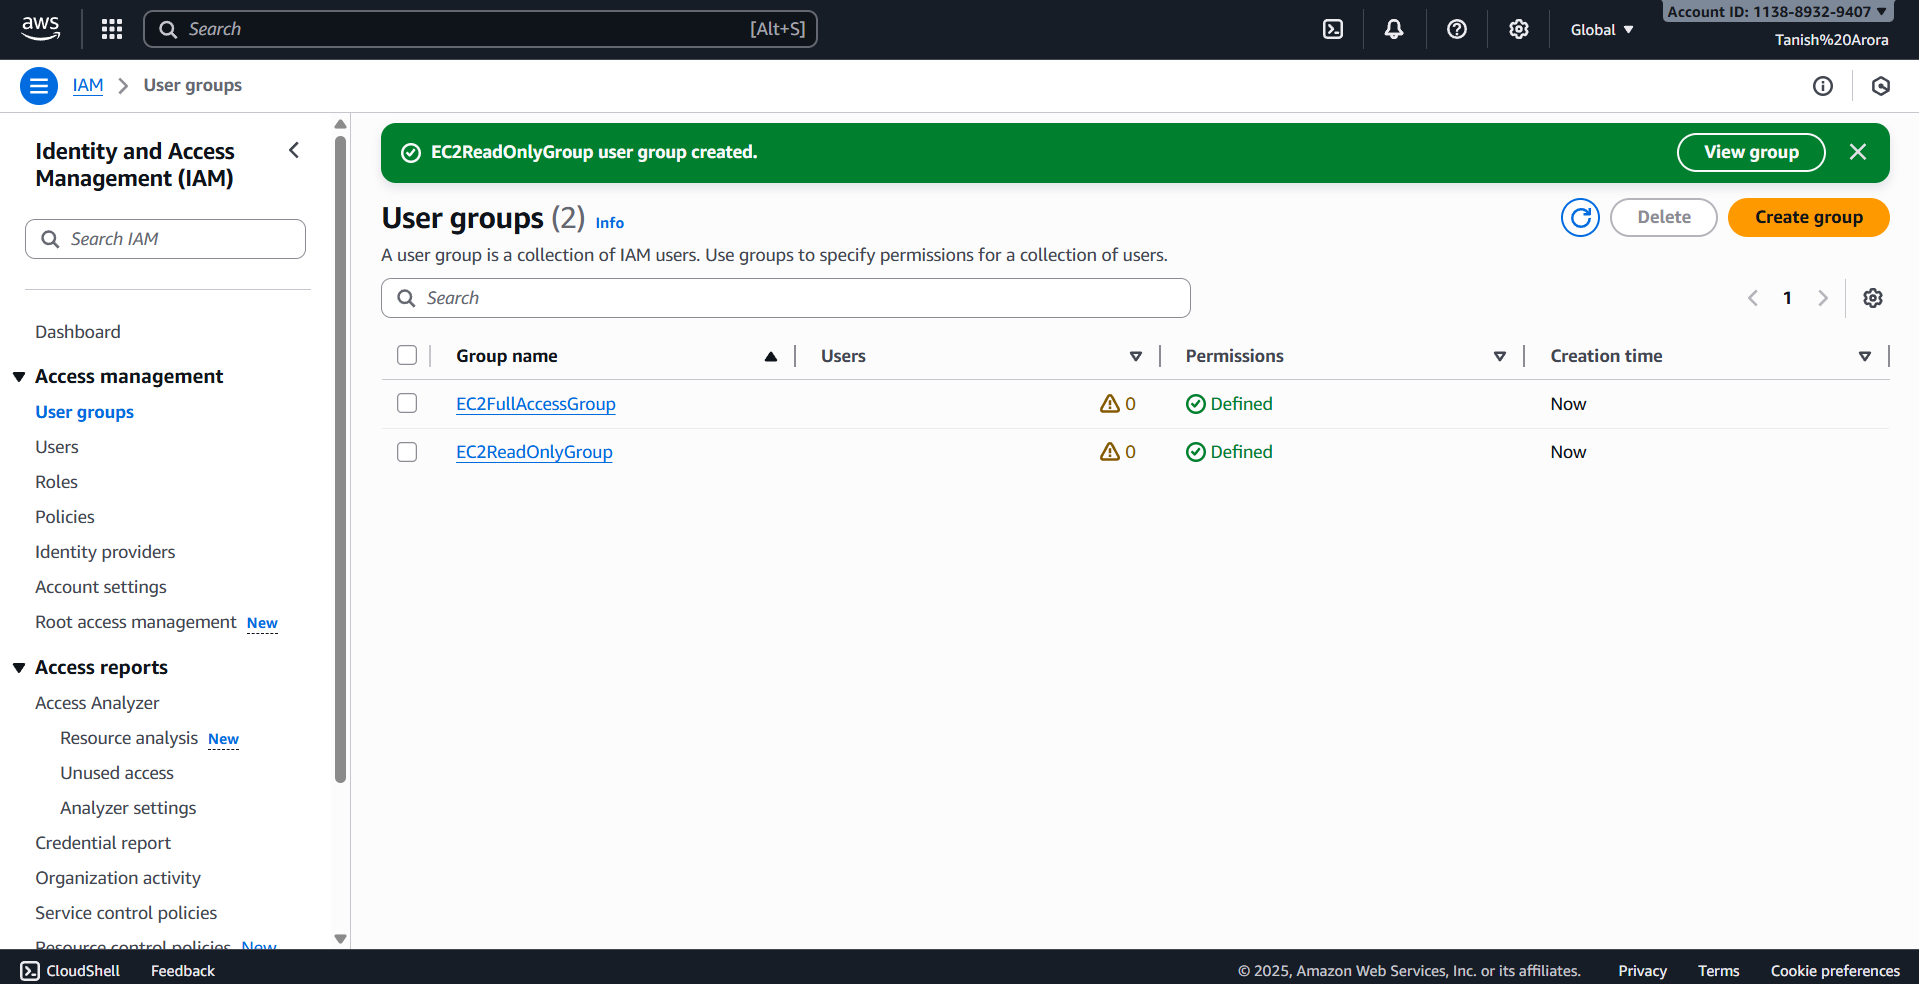 aws
Search [Alt+S]
Global
Account ID: 1138-8932-9407
Tanish%20Arora
IAM
User groups
Identity and Access Management (IAM)
Search IAM
Dashboard
Access management
User groups
Users
Roles
Policies
Identity providers
Account settings
Root access management New
Access reports
Access Analyzer
Resource analysis New
Unused access
Analyzer settings
Credential report
Organization activity
Service control policies
Resource control policies New
EC2ReadOnlyGroup user group created.
View group
User groups (2) Info
Delete
Create group
A user group is a collection of IAM users. Use groups to specify permissions for a collection of users.
Search
1
Group name Users Permissions Creation time
EC2FullAccessGroup 0 Defined Now
EC2ReadOnlyGroup 0 Defined Now
CloudShell Feedback © 2025, Amazon Web Services, Inc. or its affiliates. Privacy Terms Cookie preferences